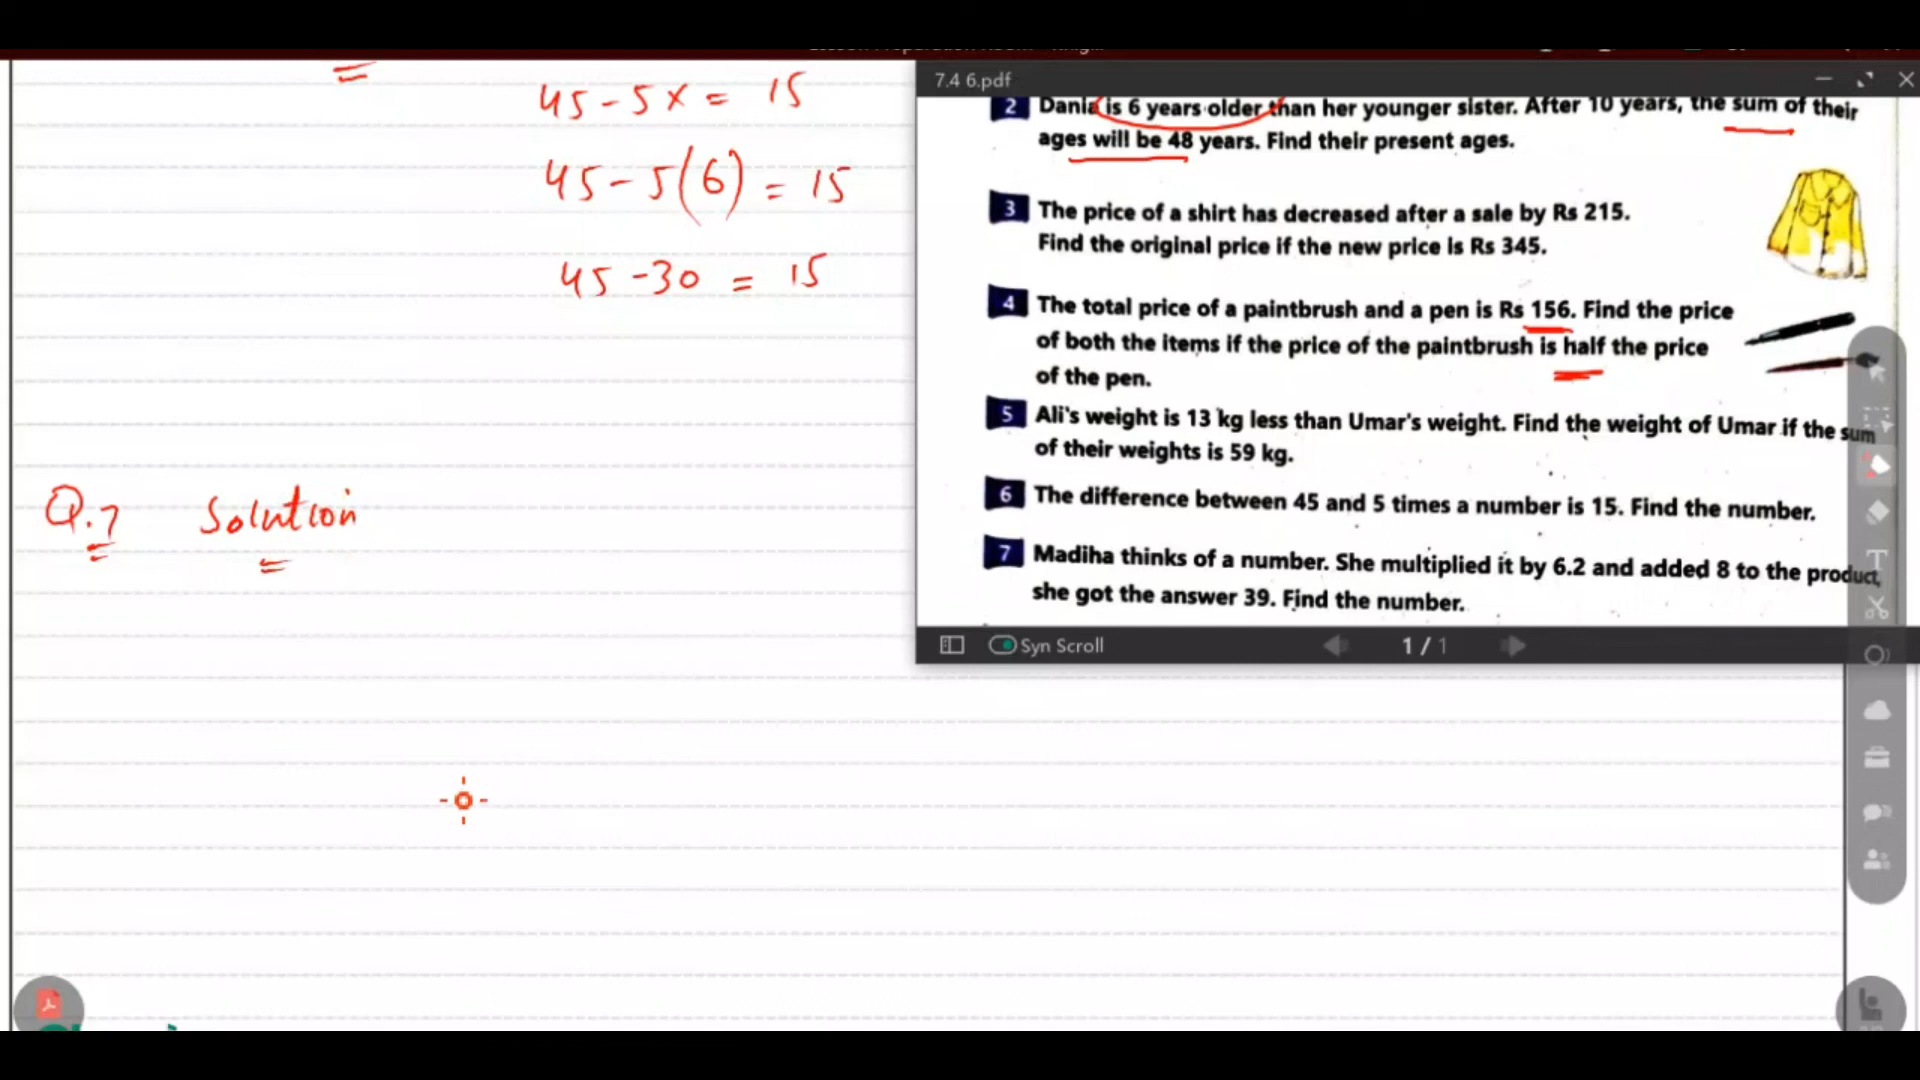 45 - 5x = 15
45 - 5(6) = 15
45 - 30 = 15
Q.7 Solution
7.4 6.pdf
2 Dania is 6 years older than her younger sister. After 10 years, the sum of their
ages will be 48 years. Find their present ages.
3 The price of a shirt has decreased after a sale by Rs 215.
Find the original price if the new price is Rs 345.
4 The total price of a paintbrush and a pen is Rs 156. Find the price
of both the items if the price of the paintbrush is half the price
of the pen.
5 Ali's weight is 13 kg less than Umar's weight. Find the weight of Umar if the sum
of their weights is 59 kg.
6 The difference between 45 and 5 times a number is 15. Find the number.
7 Madiha thinks of a number. She multiplied it by 6.2 and added 8 to the product,
she got the answer 39. Find the number.
Syn Scroll
1 / 1